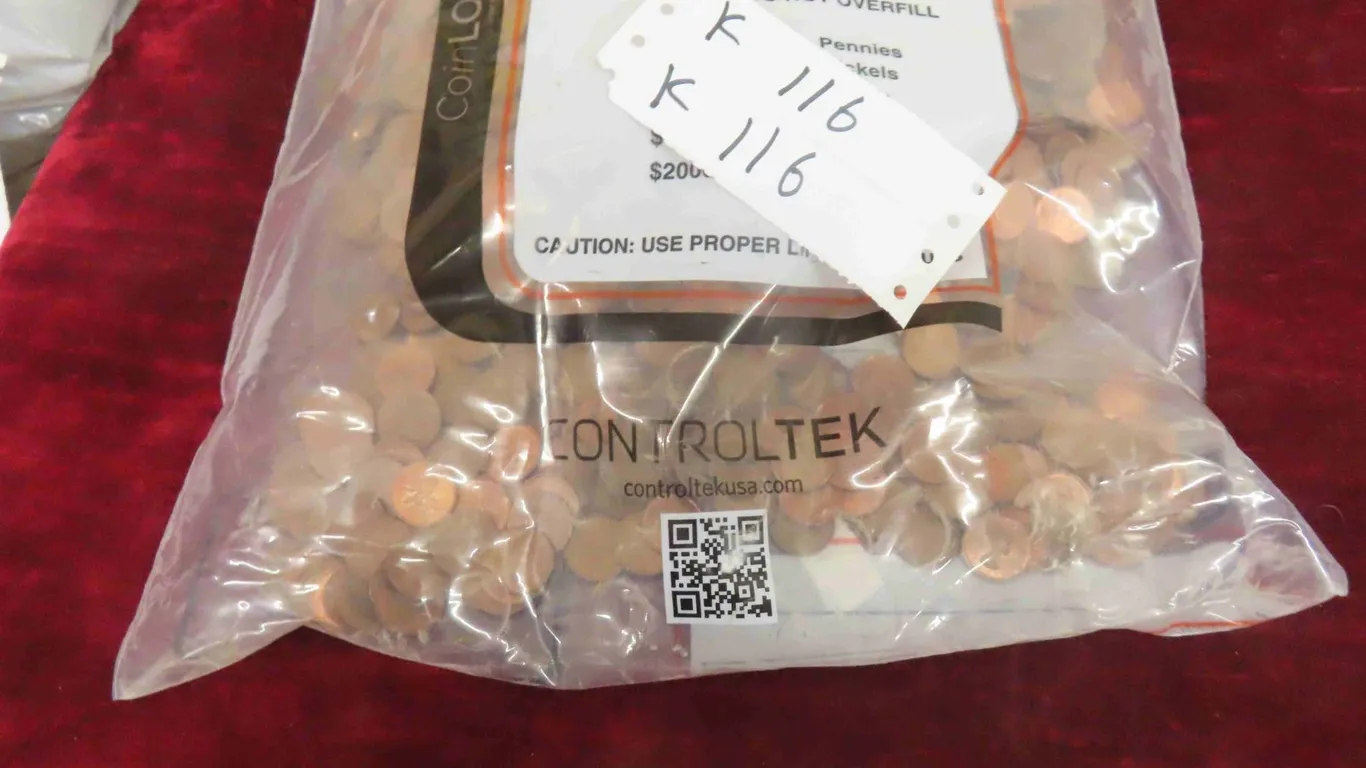 CoinLO
OVERFILL
Pennies
ckels
K 116
K 116
$
$200
CAUTION: USE PROPER LI
CONTROLTEK
controltekusa.com